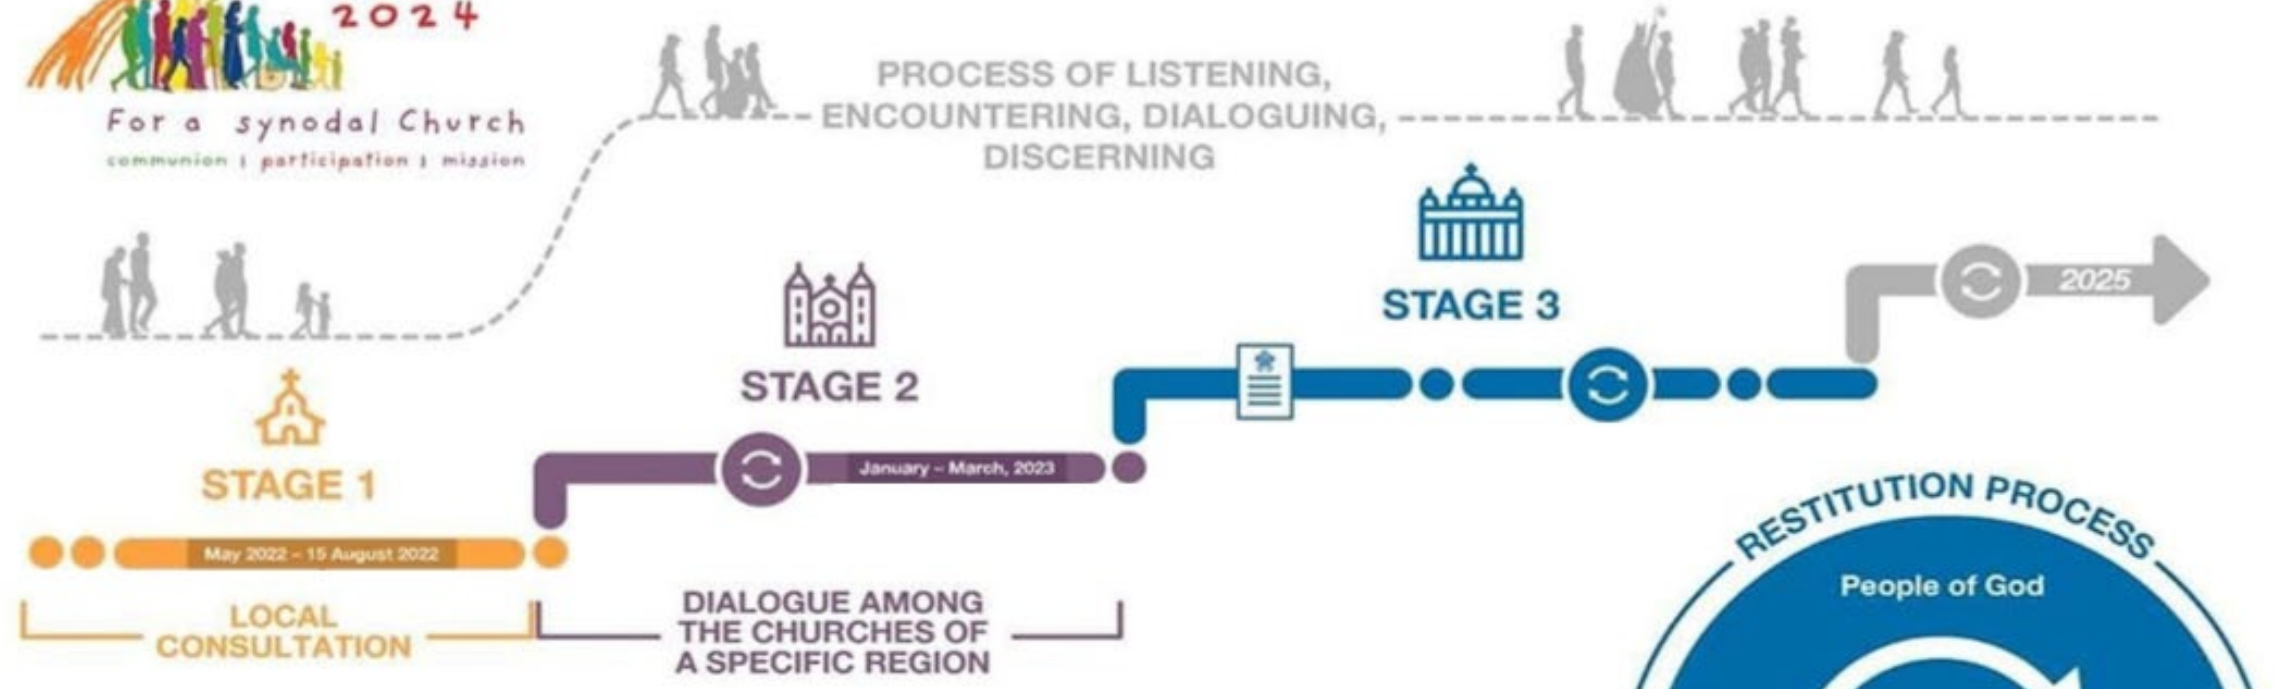 2024
For a synodal Church
communion | participation | mission
PROCESS OF LISTENING,
ENCOUNTERING, DIALOGUING,
DISCERNING
STAGE 3
2025
STAGE 2
January – March, 2023
STAGE 1
May 2022 – 15 August 2022
LOCAL
CONSULTATION
DIALOGUE AMONG
THE CHURCHES OF
A SPECIFIC REGION
RESTITUTION PROCESS
People of God